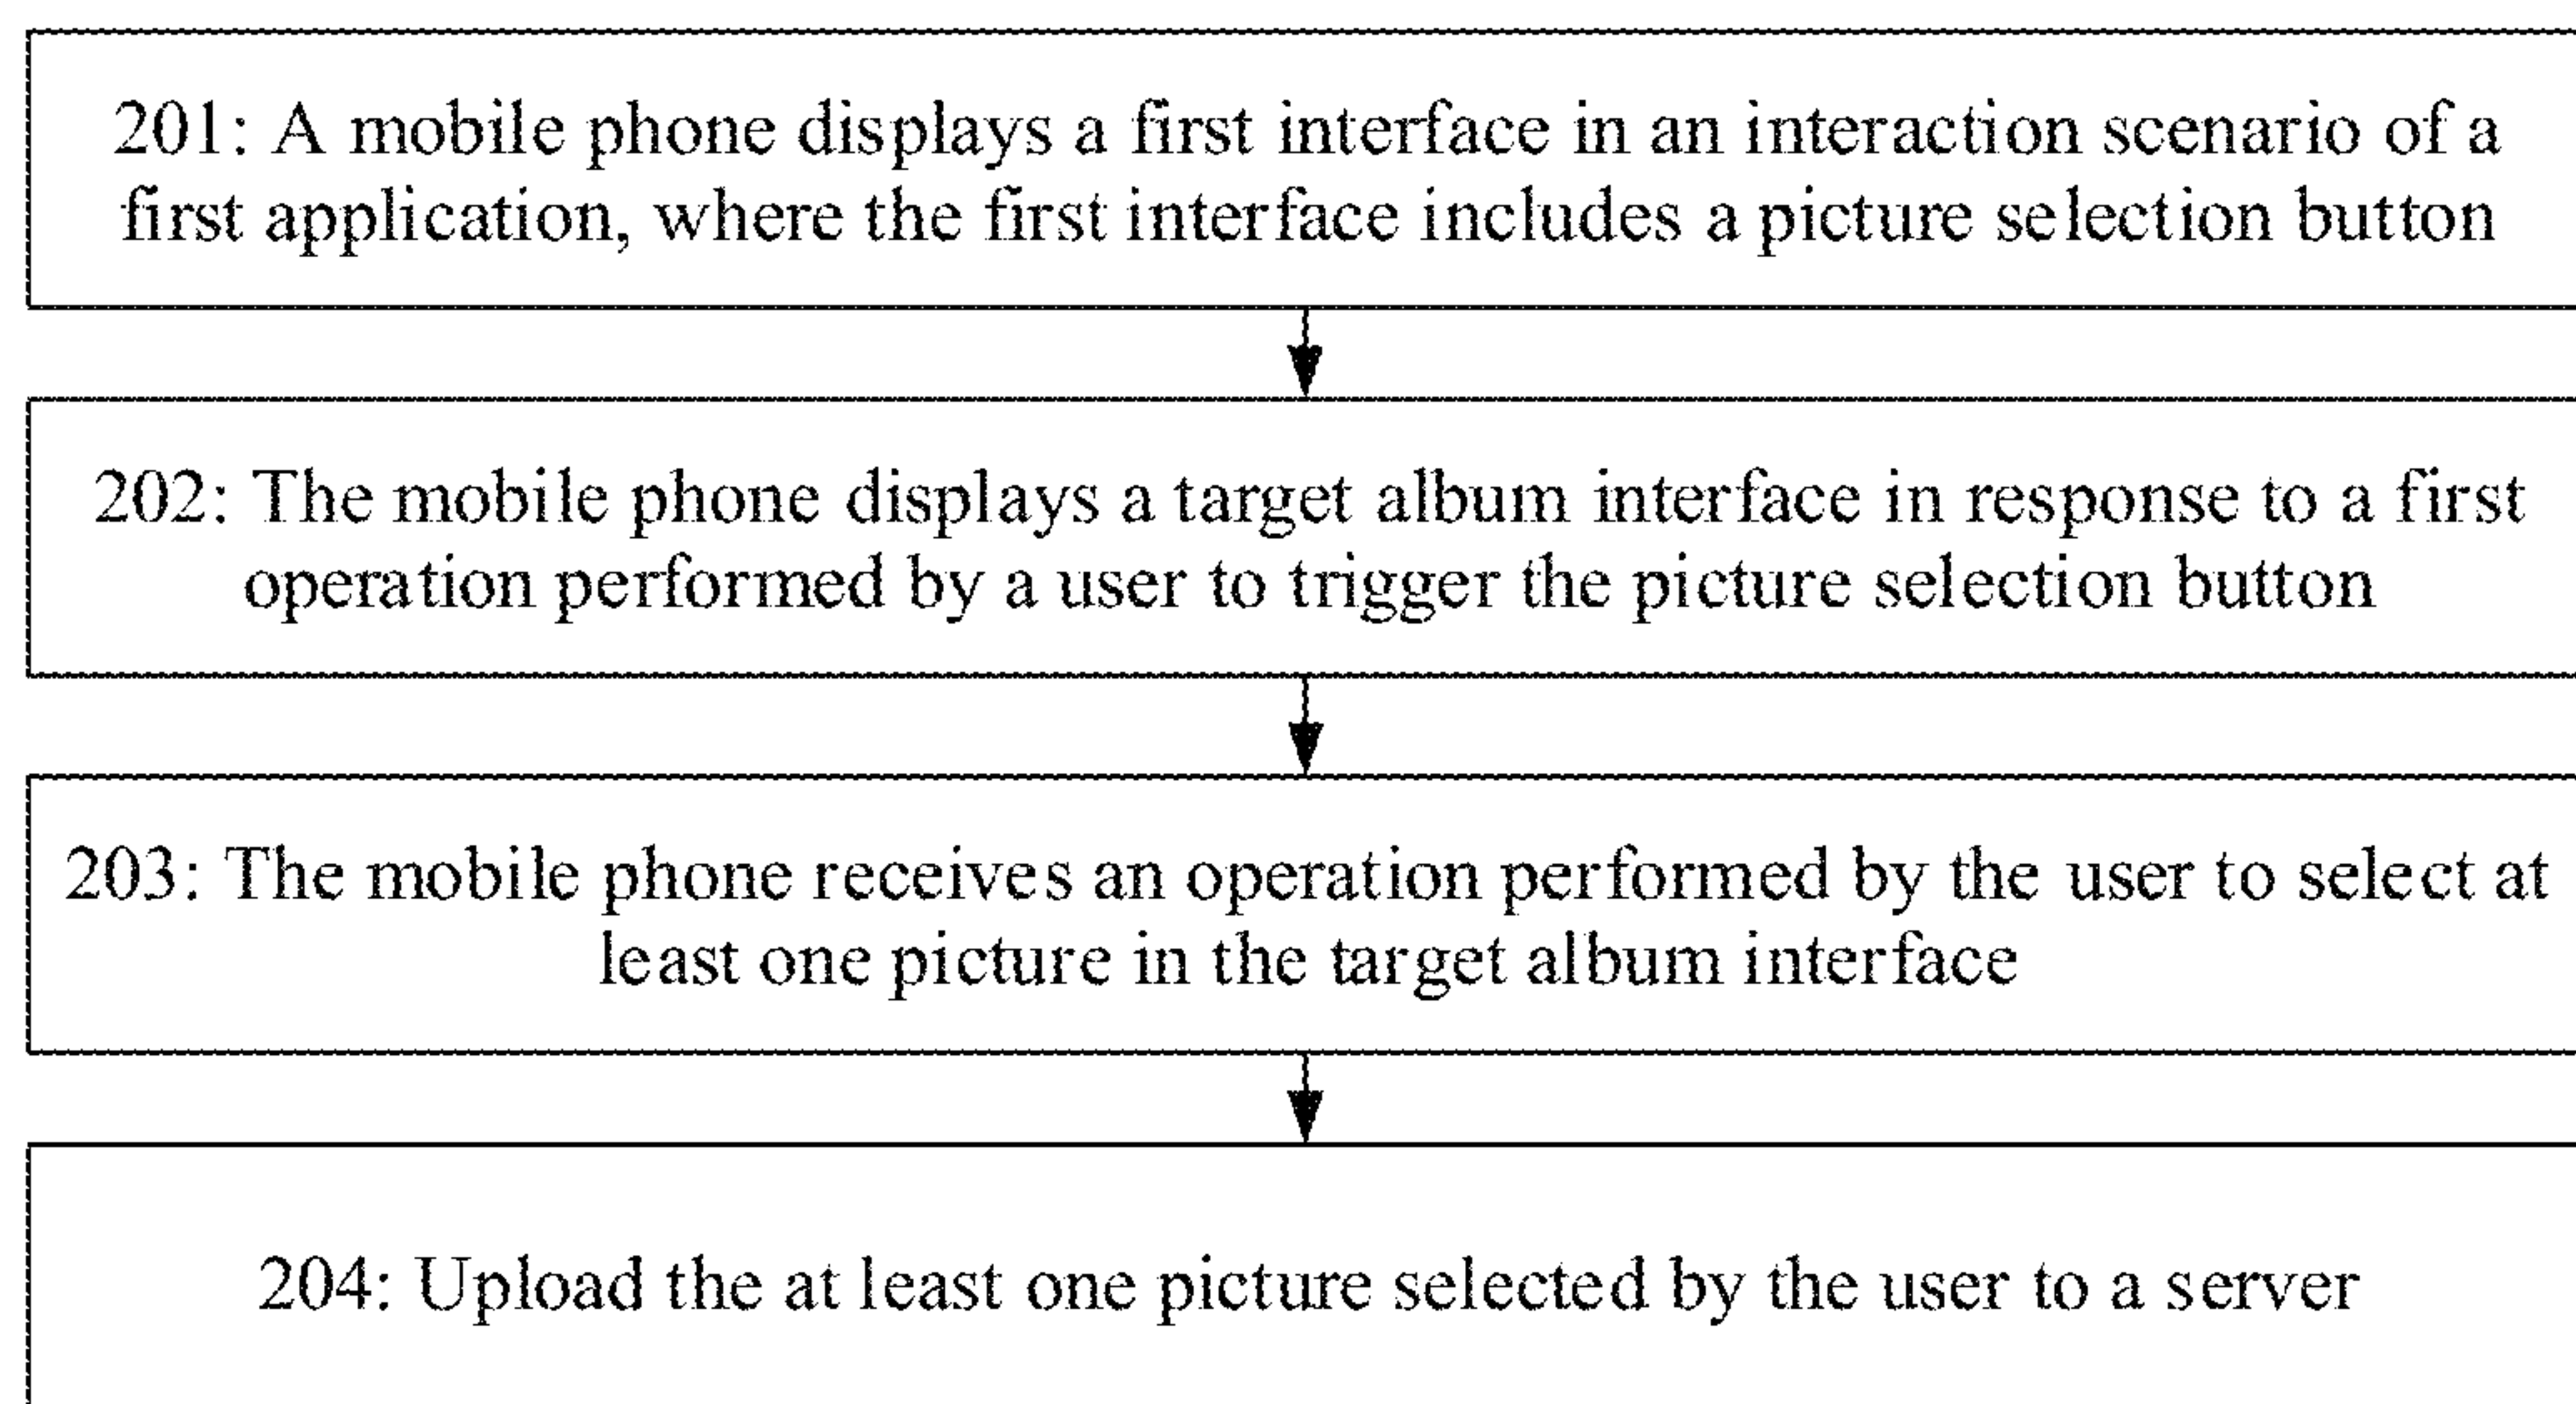 201: A mobile phone displays a first interface in an interaction scenario of a
first application, where the first interface includes a picture selection button
202: The mobile phone displays a target album interface in response to a first
operation performed by a user to trigger the picture selection button
203: The mobile phone receives an operation performed by the user to select at
least one picture in the target album interface
204: Upload the at least one picture selected by the user to a server